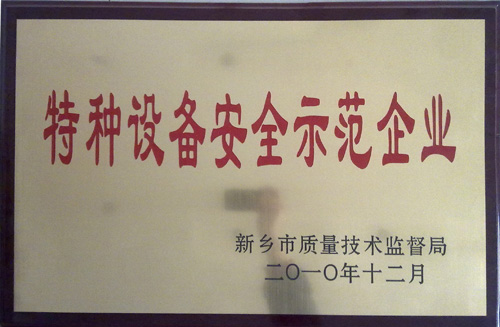 特种设备安全示范企业
新乡市质量技术监督局
二〇一〇年十二月